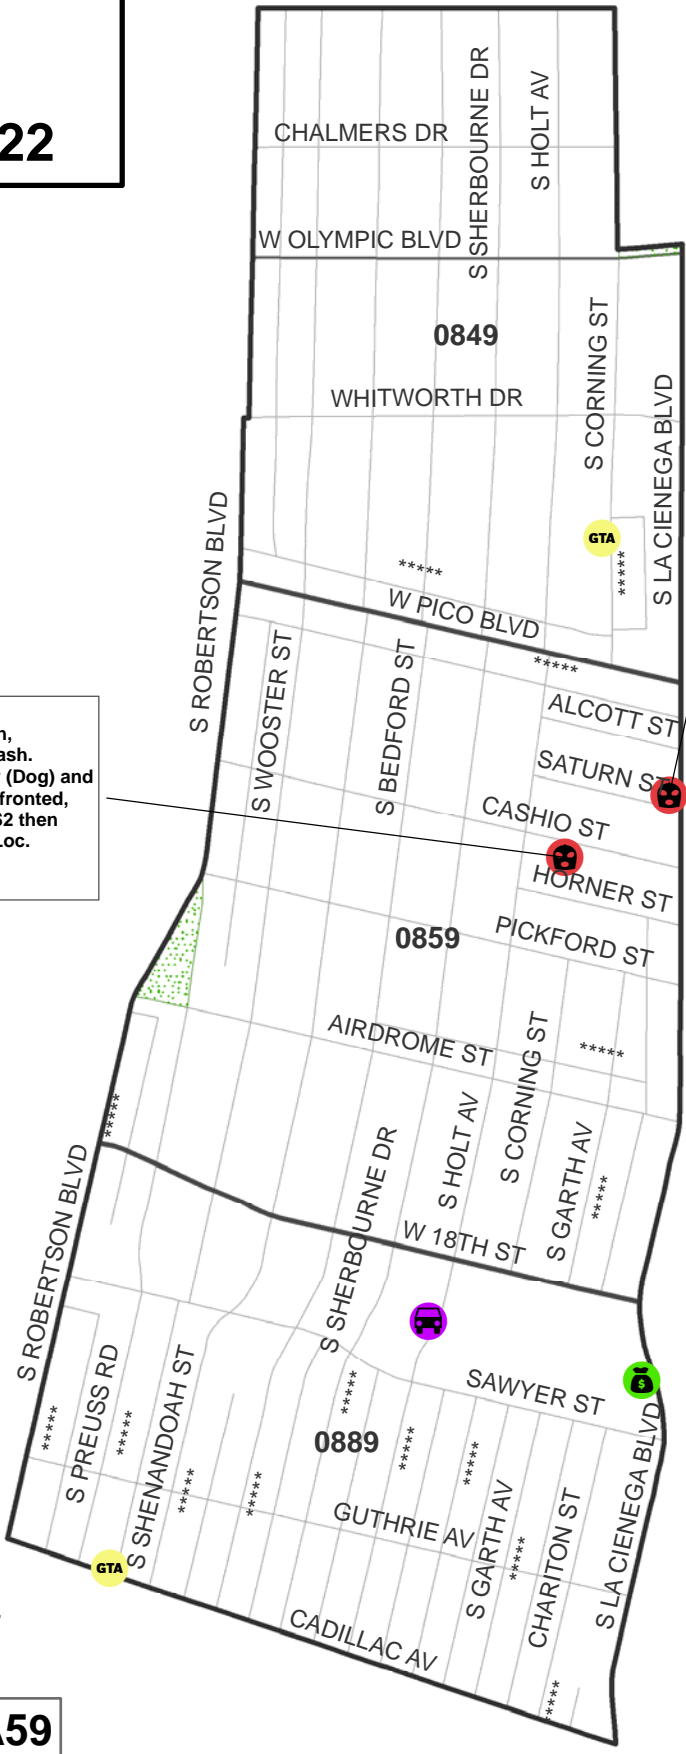 22
CHALMERS DR
S SHERBOURNE DR
S HOLT AV
W OLYMPIC BLVD
0849
S CORNING ST
WHITWORTH DR
S LA CIENEGA BLVD
S ROBERTSON BLVD
GTA
*****
*****
W PICO BLVD
*****
S WOOSTER ST
S BEDFORD ST
ALCOTT ST
SATURN ST
CASHIO ST
HORNER ST
ash.
(Dog) and
fronted,
62 then
Loc.
0859
PICKFORD ST
AIRDROME ST
S CORNING ST
*****
S HOLT AV
*****
S GARTH AV
*****
S SHERBOURNE DR
W 18TH ST
S ROBERTSON BLVD
$
S PREUSS RD
S SHENANDOAH ST
SAWYER ST
*****
*****
*****
0889
*****
*****
*****
*****
S LA CIENEGA BLVD
GUTHRIE AV
S GARTH AV
*****
CHARITON ST
GTA
CADILLAC AV
*****
A59